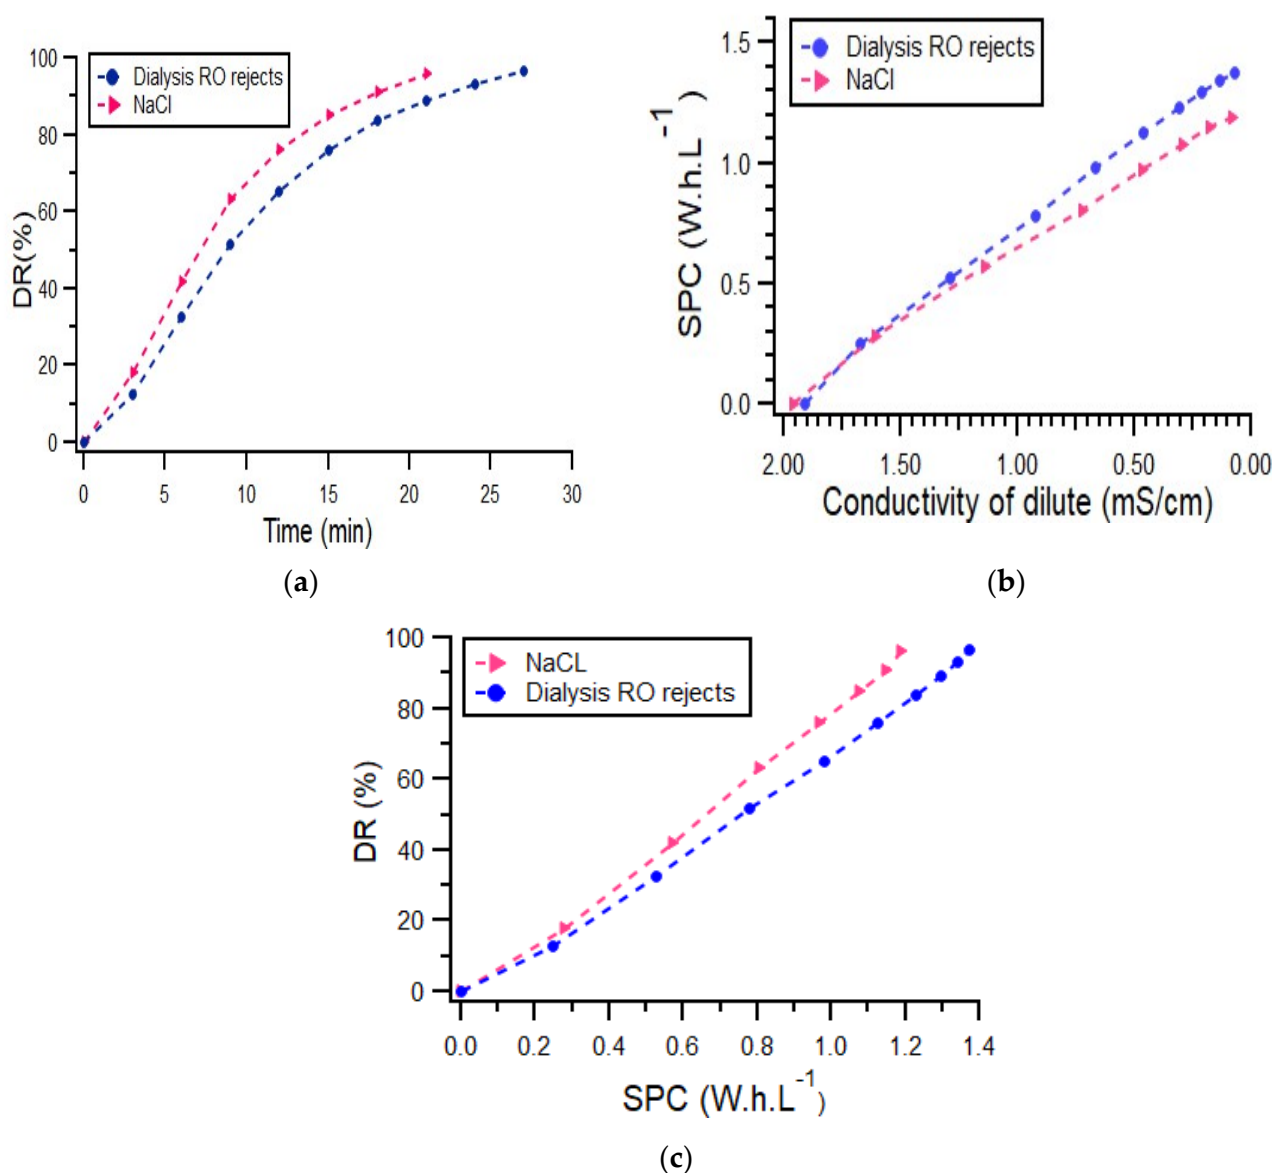 Dialysis RO rejects
NaCl
100
80
60
40
20
0
DR(%)
0 5 10 15 20 25 30
Time (min)
(a)
Dialysis RO rejects
NaCl
1.5
1.0
0.5
0.0
SPC (W.h.L-1)
2.00 1.50 1.00 0.50 0.00
Conductivity of dilute (mS/cm)
(b)
NaCL
Dialysis RO rejects
100
80
60
40
20
0
DR (%)
0.0 0.2 0.4 0.6 0.8 1.0 1.2 1.4
SPC (W.h.L-1)
(c)